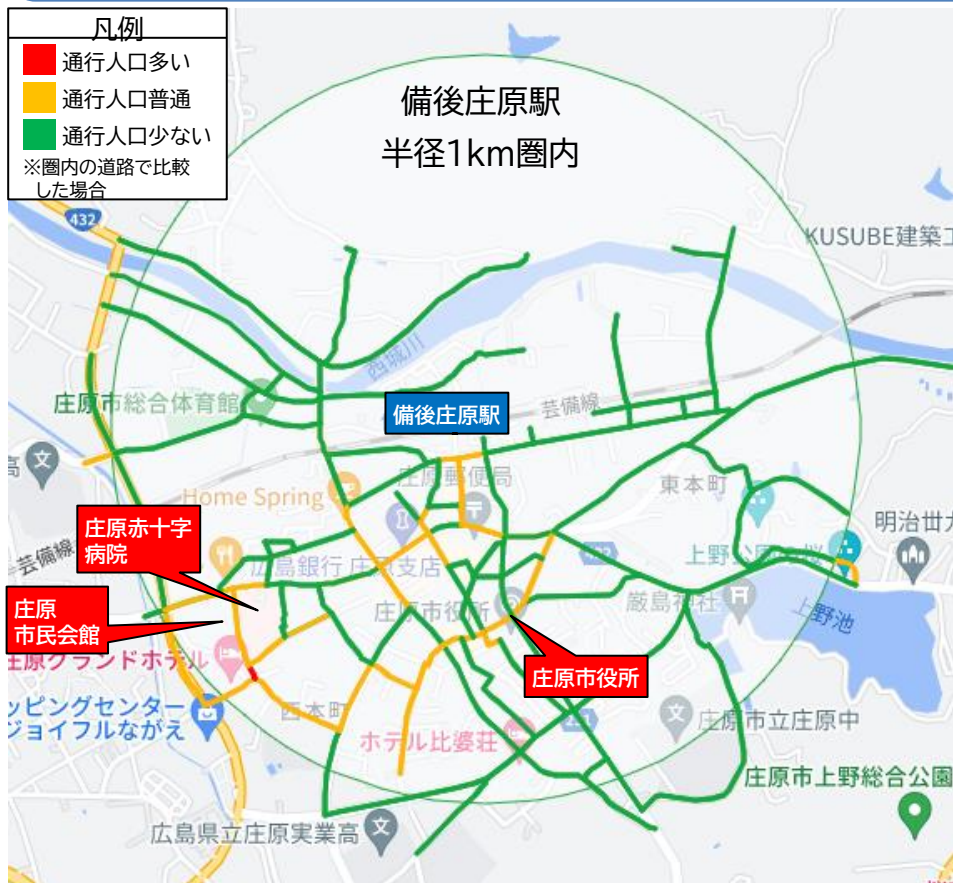 凡例
通行人口多い
通行人口普通
通行人口少ない
※圏内の道路で比較
した場合
備後庄原駅
半径1km圏内
432
KUSUBE建築工
西城川
庄原市総合体育館
備後庄原駅
芸備線
高
庄原郵便局
Home Spring
東本町
庄原赤十字
病院
明治丗大
芸備線
広島銀行 庄原支店
上野公園の桜
庄原
市民会館
庄原市役所
厳島神社
上野池
庄原グランドホテル
庄原市役所
ッピングセンター
ジョイフルながえ
西本町
庄原市立庄原中
ホテル比婆荘
庄原市上野総合公園
広島県立庄原実業高